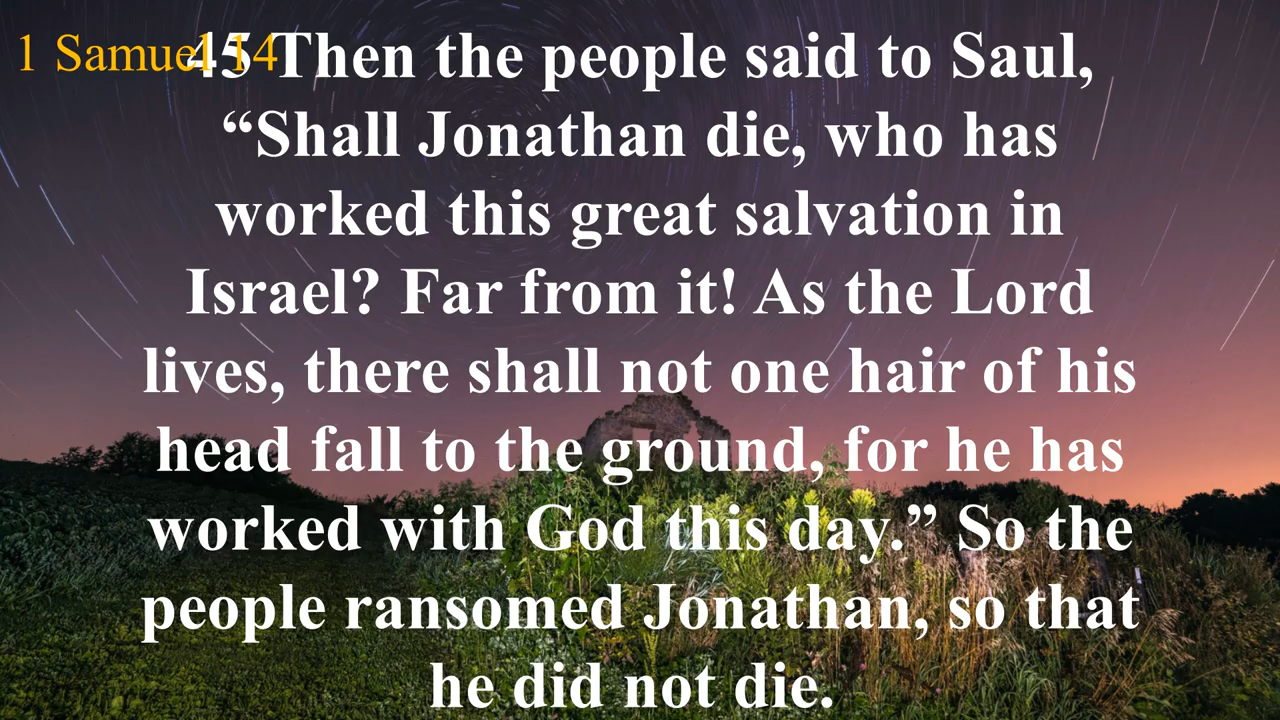 1 Samuel 14
45 Then the people said to Saul,
“Shall Jonathan die, who has
worked this great salvation in
Israel? Far from it! As the Lord
lives, there shall not one hair of his
head fall to the ground, for he has
worked with God this day.” So the
people ransomed Jonathan, so that
he did not die.